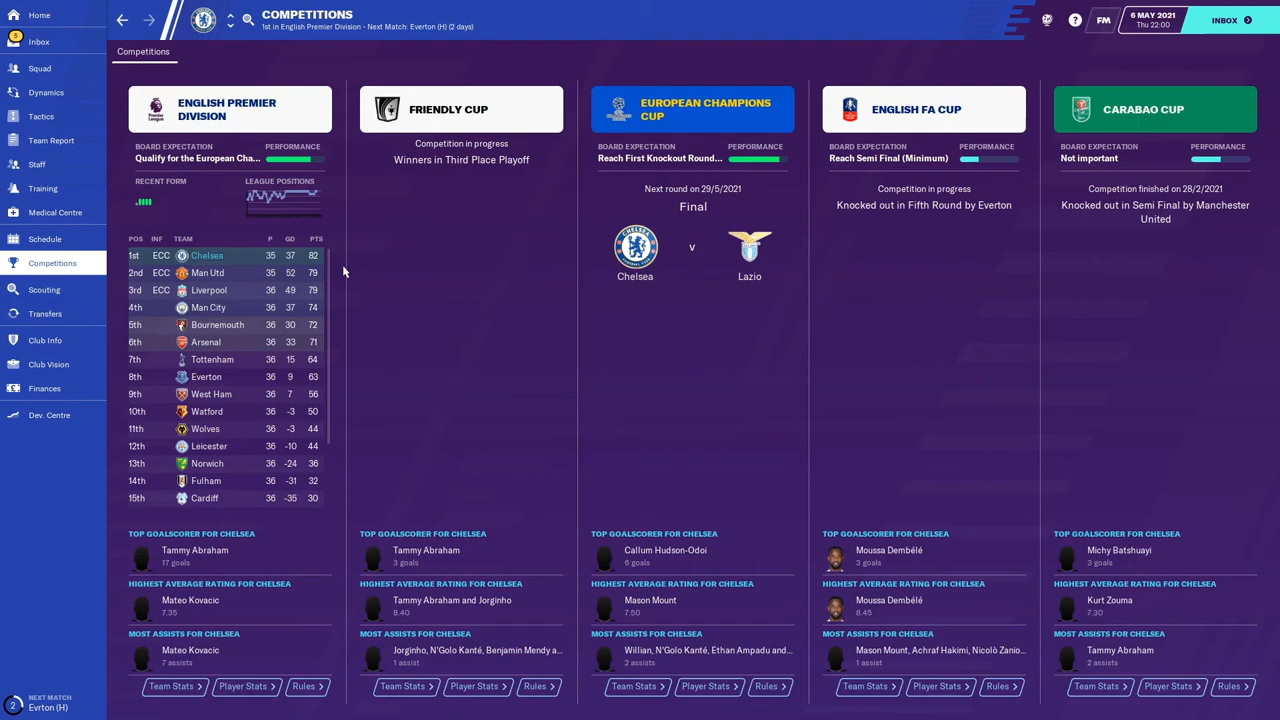 Home
COMPETITIONS
1st in English Premier Division - Next Match: Everton (H) (2 days)
FM
6 MAY 2021
Thu 22:00
INBOX
5
Inbox
Squad
Dynamics
Tactics
Team Report
Staff
Training
Medical Centre
Schedule
Competitions
Scouting
Transfers
Club Info
Club Vision
Finances
Dev. Centre
2
NEXT MATCH
Evrton (H)
Competitions
ENGLISH PREMIER
DIVISION
BOARD EXPECTATION PERFORMANCE
Qualify for the European Cha...
RECENT FORM LEAGUE POSITIONS
POS INF TEAM P GD PTS
1st ECC Chelsea 35 37 82
2nd ECC Man Utd 35 52 79
3rd ECC Liverpool 36 49 79
4th Man City 36 37 74
5th Bournemouth 36 30 72
6th Arsenal 36 33 71
7th Tottenham 36 15 64
8th Everton 36 9 63
9th West Ham 36 7 56
10th Watford 36 -3 50
11th Wolves 36 -3 44
12th Leicester 36 -10 44
13th Norwich 36 -24 36
14th Fulham 36 -31 32
15th Cardiff 36 -35 30
TOP GOALSCORER FOR CHELSEA
Tammy Abraham
17 goals
HIGHEST AVERAGE RATING FOR CHELSEA
Mateo Kovacic
7.35
MOST ASSISTS FOR CHELSEA
Mateo Kovacic
7 assists
Team Stats Player Stats Rules
FRIENDLY CUP
Competition in progress
Winners in Third Place Playoff
TOP GOALSCORER FOR CHELSEA
Tammy Abraham
3 goals
HIGHEST AVERAGE RATING FOR CHELSEA
Tammy Abraham and Jorginho
8.40
MOST ASSISTS FOR CHELSEA
Jorginho, N'Golo Kanté, Benjamin Mendy a...
1 assist
Team Stats Player Stats Rules
EUROPEAN CHAMPIONS
CUP
BOARD EXPECTATION PERFORMANCE
Reach First Knockout Round...
Next round on 29/5/2021
Final
v
Chelsea Lazio
TOP GOALSCORER FOR CHELSEA
Callum Hudson-Odoi
6 goals
HIGHEST AVERAGE RATING FOR CHELSEA
Mason Mount
7.50
MOST ASSISTS FOR CHELSEA
Willian, N'Golo Kanté, Ethan Ampadu and...
2 assists
Team Stats Player Stats Rules
ENGLISH FA CUP
BOARD EXPECTATION PERFORMANCE
Reach Semi Final (Minimum)
Competition in progress
Knocked out in Fifth Round by Everton
TOP GOALSCORER FOR CHELSEA
Moussa Dembélé
3 goals
HIGHEST AVERAGE RATING FOR CHELSEA
Moussa Dembélé
8.45
MOST ASSISTS FOR CHELSEA
Mason Mount, Achraf Hakimi, Nicolò Zanio...
1 assist
Team Stats Player Stats Rules
CARABAO CUP
BOARD EXPECTATION PERFORMANCE
Not important
Competition finished on 28/2/2021
Knocked out in Semi Final by Manchester
United
TOP GOALSCORER FOR CHELSEA
Michy Batshuayi
3 goals
HIGHEST AVERAGE RATING FOR CHELSEA
Kurt Zouma
7.30
MOST ASSISTS FOR CHELSEA
Tammy Abraham
2 assists
Team Stats Player Stats Rules